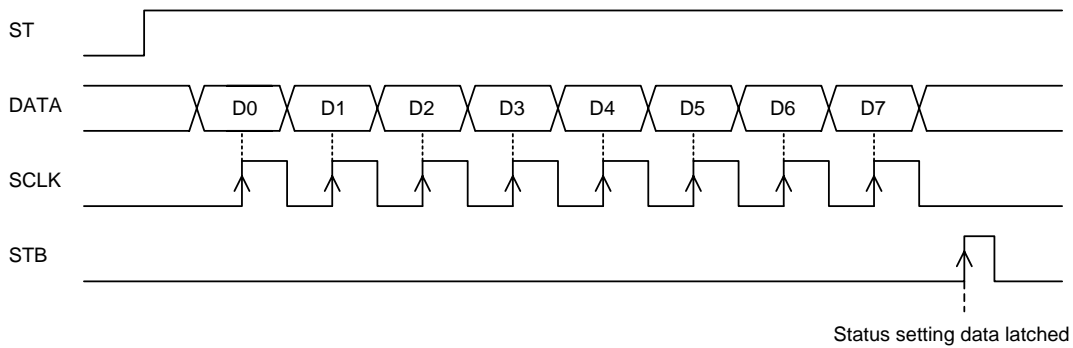 ST
DATA D0 D1 D2 D3 D4 D5 D6 D7
SCLK
STB
Status setting data latched